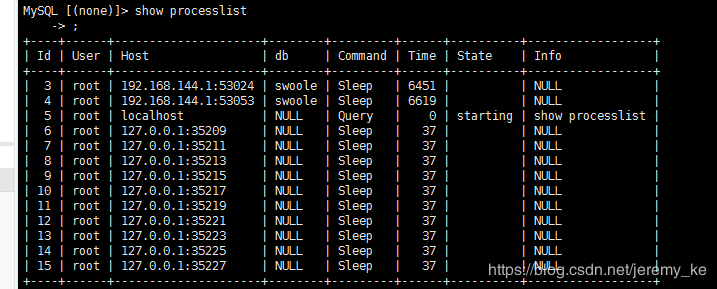 MySQL [(none)]> show processlist
    -> ;
+----+------+---------------------+--------+---------+------+----------+------------------+
| Id | User | Host                | db     | Command | Time | State    | Info             |
+----+------+---------------------+--------+---------+------+----------+------------------+
|  3 | root | 192.168.144.1:53024 | swoole | Sleep   | 6451 |          | NULL             |
|  4 | root | 192.168.144.1:53053 | swoole | Sleep   | 6619 |          | NULL             |
|  5 | root | localhost           | NULL   | Query   |    0 | starting | show processlist |
|  6 | root | 127.0.0.1:35209     | NULL   | Sleep   |   37 |          | NULL             |
|  7 | root | 127.0.0.1:35211     | NULL   | Sleep   |   37 |          | NULL             |
|  8 | root | 127.0.0.1:35213     | NULL   | Sleep   |   37 |          | NULL             |
|  9 | root | 127.0.0.1:35215     | NULL   | Sleep   |   37 |          | NULL             |
| 10 | root | 127.0.0.1:35217     | NULL   | Sleep   |   37 |          | NULL             |
| 11 | root | 127.0.0.1:35219     | NULL   | Sleep   |   37 |          | NULL             |
| 12 | root | 127.0.0.1:35221     | NULL   | Sleep   |   37 |          | NULL             |
| 13 | root | 127.0.0.1:35223     | NULL   | Sleep   |   37 |          | NULL             |
| 14 | root | 127.0.0.1:35225     | NULL   | Sleep   |   37 |          | NULL             |
| 15 | root | 127.0.0.1:35227     | NULL   | Sleep   |   37 |          | NULL             |
+----+------+---------------------+--------+---------+------+----------+------------------+
https://blog.csdn.net/jeremy_ke